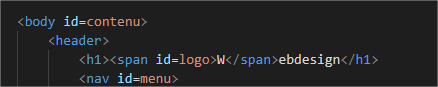 <body id=contenu>
<header>
<h1><span id=logo>W</span>ebdesign</h1>
<nav id=menu>